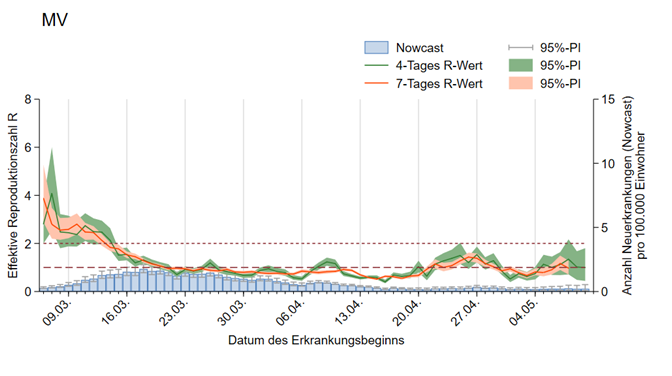 MV
Nowcast 95%-PI
4-Tages R-Wert 95%-PI
7-Tages R-Wert 95%-PI
8
6
4
2
0
Effektive Reproduktionszahl R
15
10
5
0
Anzahl Neuerkrankungen (Nowcast)
pro 100.000 Einwohner
09.03. 16.03. 23.03. 30.03. 06.04. 13.04. 20.04. 27.04. 04.05.
Datum des Erkrankungsbeginns